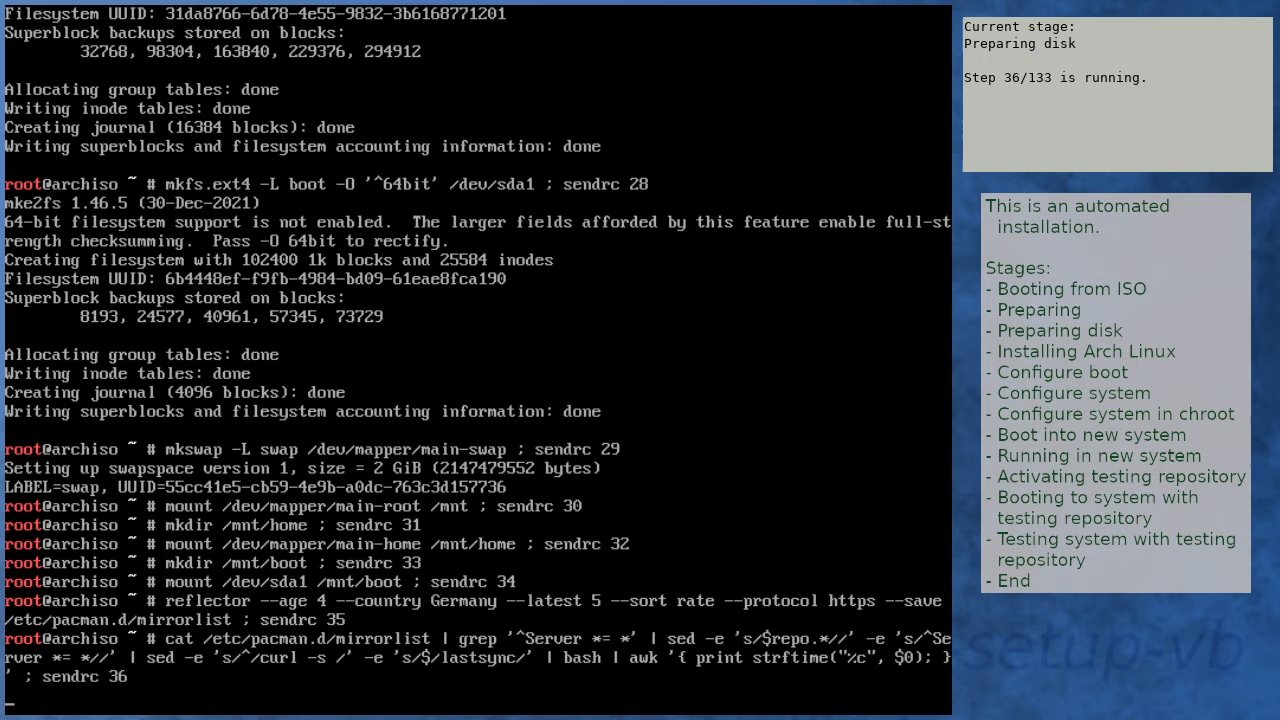 Filesystem UUID: 31da8766-6d78-4e55-9832-3b6168771201
Superblock backups stored on blocks:
        32768, 98304, 163840, 229376, 294912

Allocating group tables: done
Writing inode tables: done
Creating journal (16384 blocks): done
Writing superblocks and filesystem accounting information: done

root@archiso ~ # mkfs.ext4 -L boot -O '^64bit' /dev/sda1 ; sendrc 28
mke2fs 1.46.5 (30-Dec-2021)
64-bit filesystem support is not enabled.  The larger fields afforded by this feature enable full-st
rength checksumming.  Pass -O 64bit to rectify.
Creating filesystem with 102400 1k blocks and 25584 inodes
Filesystem UUID: 6b4448ef-f9fb-4984-bd09-61eae8fca190
Superblock backups stored on blocks:
        8193, 24577, 40961, 57345, 73729

Allocating group tables: done
Writing inode tables: done
Creating journal (4096 blocks): done
Writing superblocks and filesystem accounting information: done

root@archiso ~ # mkswap -L swap /dev/mapper/main-swap ; sendrc 29
Setting up swapspace version 1, size = 2 GiB (2147479552 bytes)
LABEL=swap, UUID=55cc41e5-cb59-4e9b-a0dc-763c3d157736
root@archiso ~ # mount /dev/mapper/main-root /mnt ; sendrc 30
root@archiso ~ # mkdir /mnt/home ; sendrc 31
root@archiso ~ # mount /dev/mapper/main-home /mnt/home ; sendrc 32
root@archiso ~ # mkdir /mnt/boot ; sendrc 33
root@archiso ~ # mount /dev/sda1 /mnt/boot ; sendrc 34
root@archiso ~ # reflector --age 4 --country Germany --latest 5 --sort rate --protocol https --save
/etc/pacman.d/mirrorlist ; sendrc 35
root@archiso ~ # cat /etc/pacman.d/mirrorlist | grep '^Server *= *' | sed -e 's/$repo.*//' -e 's/^Se
rver *= *//' | sed -e 's/^/curl -s /' -e 's/$/lastsync/' | bash | awk '{ print strftime("%c", $0); }
' ; sendrc 36
_
Current stage:
Preparing disk

Step 36/133 is running.
This is an automated
installation.

Stages:
- Booting from ISO
- Preparing
- Preparing disk
- Installing Arch Linux
- Configure boot
- Configure system
- Configure system in chroot
- Boot into new system
- Running in new system
- Activating testing repository
- Booting to system with
testing repository
- Testing system with testing
repository
- End
setup-vb